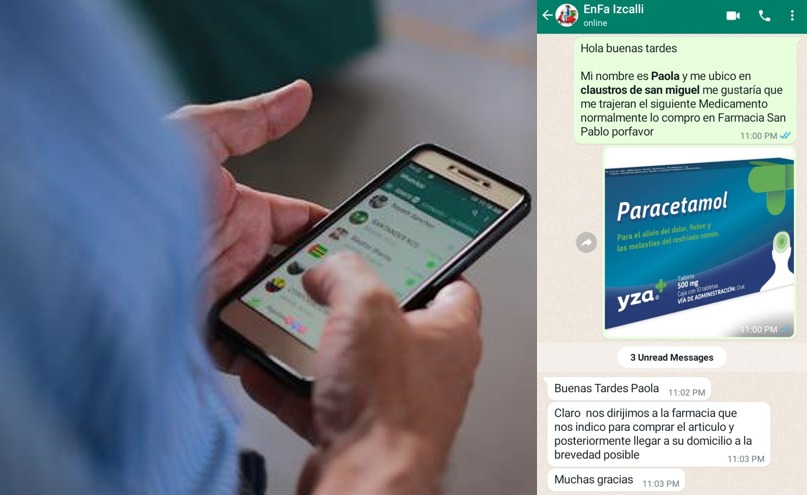 WhatsApp
EnFa Izcalli
online
Hola buenas tardes
Mi nombre es Paola y me ubico en
claustros de san miguel me gustaría que
me trajeran el siguiente Medicamento
normalmente lo compro en Farmacia San
Pablo porfavor
11:00 PM
Paracetamol
Para el alivio del dolor, fiebre y
las molestias del resfriado común.
yza
Tableta
500 mg
Caja con 10 tabletas
VÍA DE ADMINISTRACIÓN: Oral.
11:00 PM
3 Unread Messages
Buenas Tardes Paola
11:02 PM
Claro nos dirijimos a la farmacia que
nos indico para comprar el articulo y
posteriormente llegar a su domicilio a la
brevedad posible
11:03 PM
Muchas gracias
11:03 PM